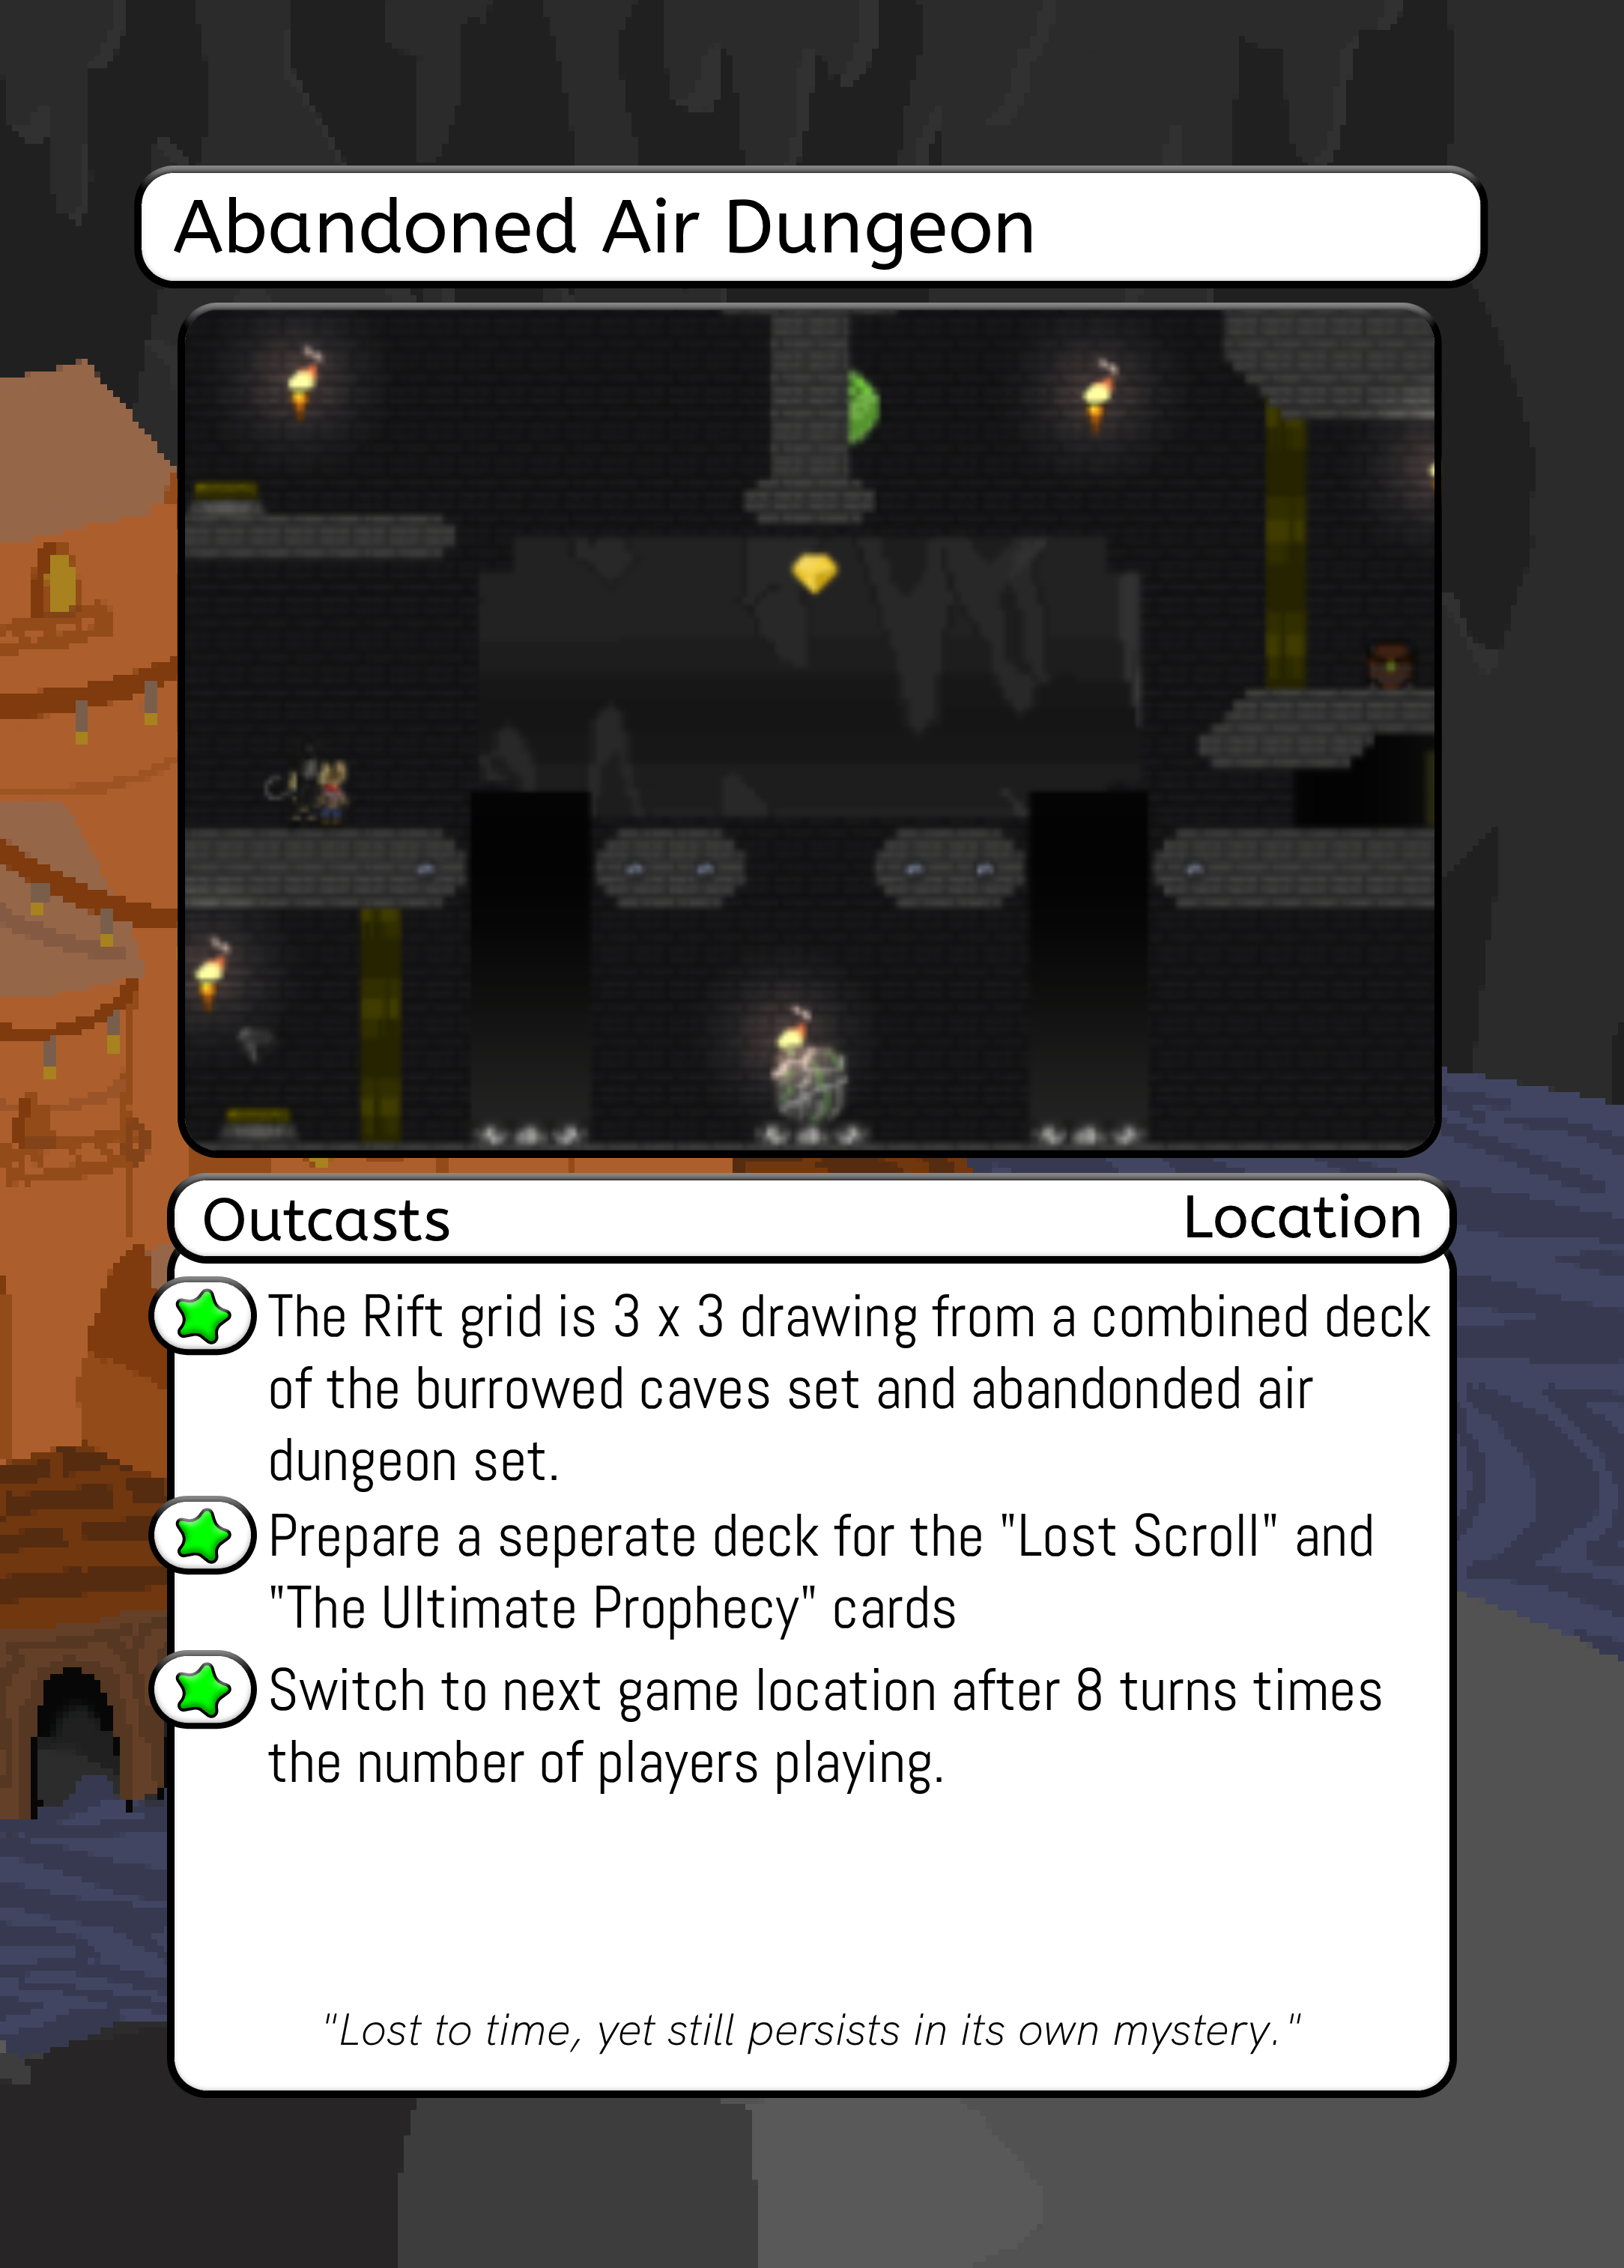 Abandoned Air Dungeon
Outcasts
Location
The Rift grid is 3 x 3 drawing from a combined deck
of the burrowed caves set and abandonded air
dungeon set.
Prepare a seperate deck for the "Lost Scroll" and
"The Ultimate Prophecy" cards
Switch to next game location after 8 turns times
the number of players playing.
"Lost to time, yet still persists in its own mystery."